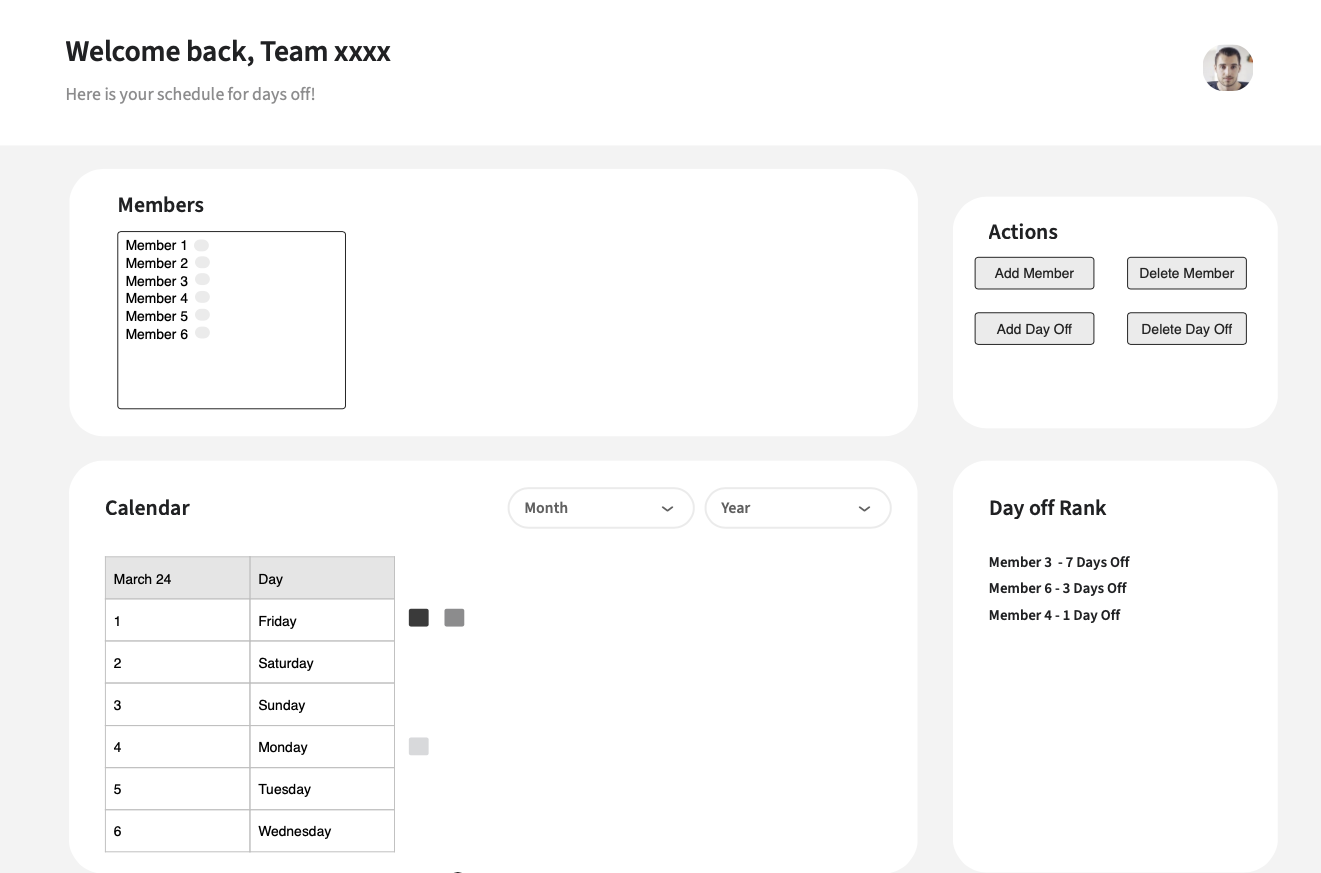 Welcome back, Team xxxx
Here is your schedule for days off!
Members
Member 1
Member 2
Member 3
Member 4
Member 5
Member 6
Actions
Add Member
Delete Member
Add Day Off
Delete Day Off
Calendar
Month
Year
March 24 Day
1 Friday
2 Saturday
3 Sunday
4 Monday
5 Tuesday
6 Wednesday
Day off Rank
Member 3  - 7 Days Off
Member 6 - 3 Days Off
Member 4 - 1 Day Off